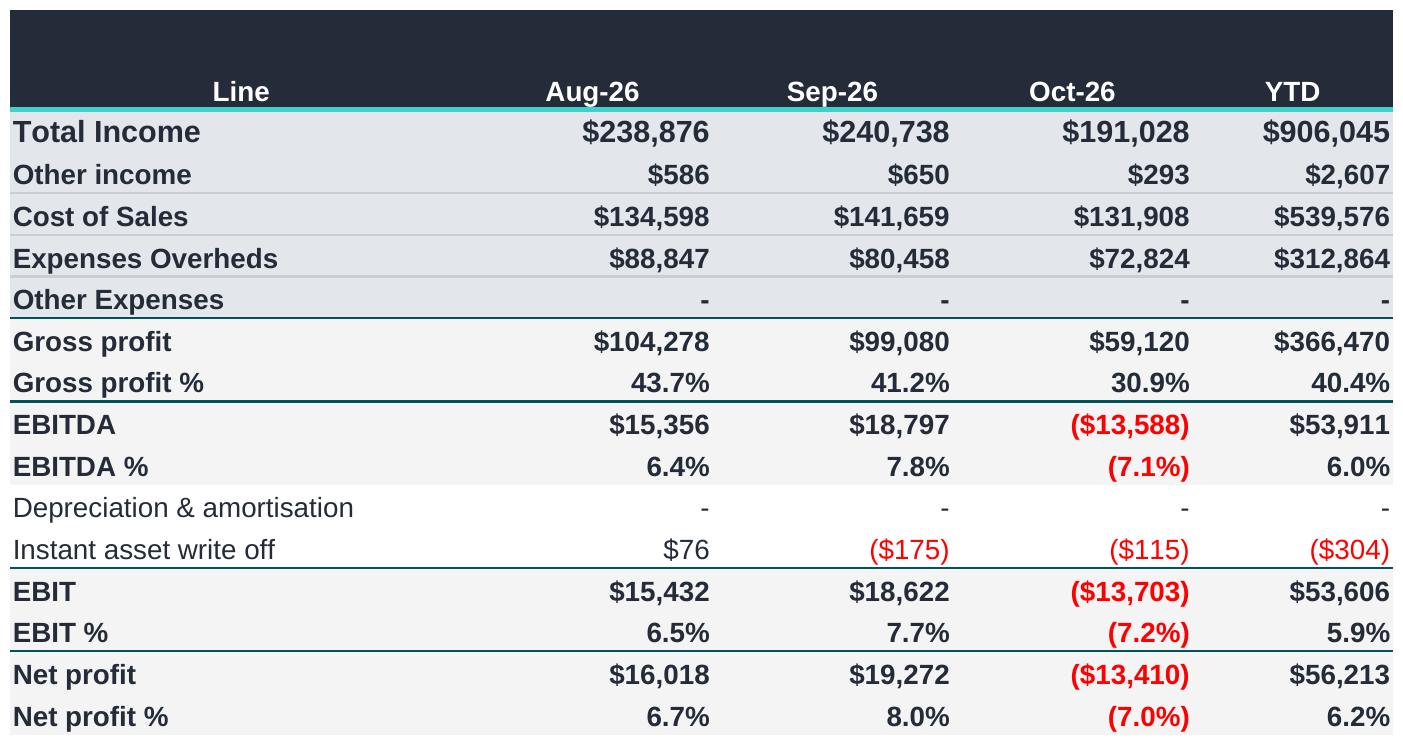 Line Aug-26 Sep-26 Oct-26 YTD
Total Income $238,876 $240,738 $191,028 $906,045
Other income $586 $650 $293 $2,607
Cost of Sales $134,598 $141,659 $131,908 $539,576
Expenses Overheds $88,847 $80,458 $72,824 $312,864
Other Expenses - - - -
Gross profit $104,278 $99,080 $59,120 $366,470
Gross profit % 43.7% 41.2% 30.9% 40.4%
EBITDA $15,356 $18,797 ($13,588) $53,911
EBITDA % 6.4% 7.8% (7.1%) 6.0%
Depreciation & amortisation - - - -
Instant asset write off $76 ($175) ($115) ($304)
EBIT $15,432 $18,622 ($13,703) $53,606
EBIT % 6.5% 7.7% (7.2%) 5.9%
Net profit $16,018 $19,272 ($13,410) $56,213
Net profit % 6.7% 8.0% (7.0%) 6.2%